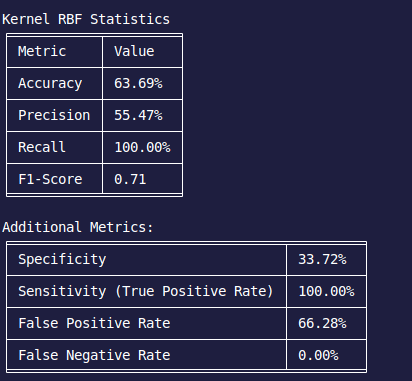 Kernel RBF Statistics
Metric Value
Accuracy 63.69%
Precision 55.47%
Recall 100.00%
F1-Score 0.71
Additional Metrics:
Specificity 33.72%
Sensitivity (True Positive Rate) 100.00%
False Positive Rate 66.28%
False Negative Rate 0.00%